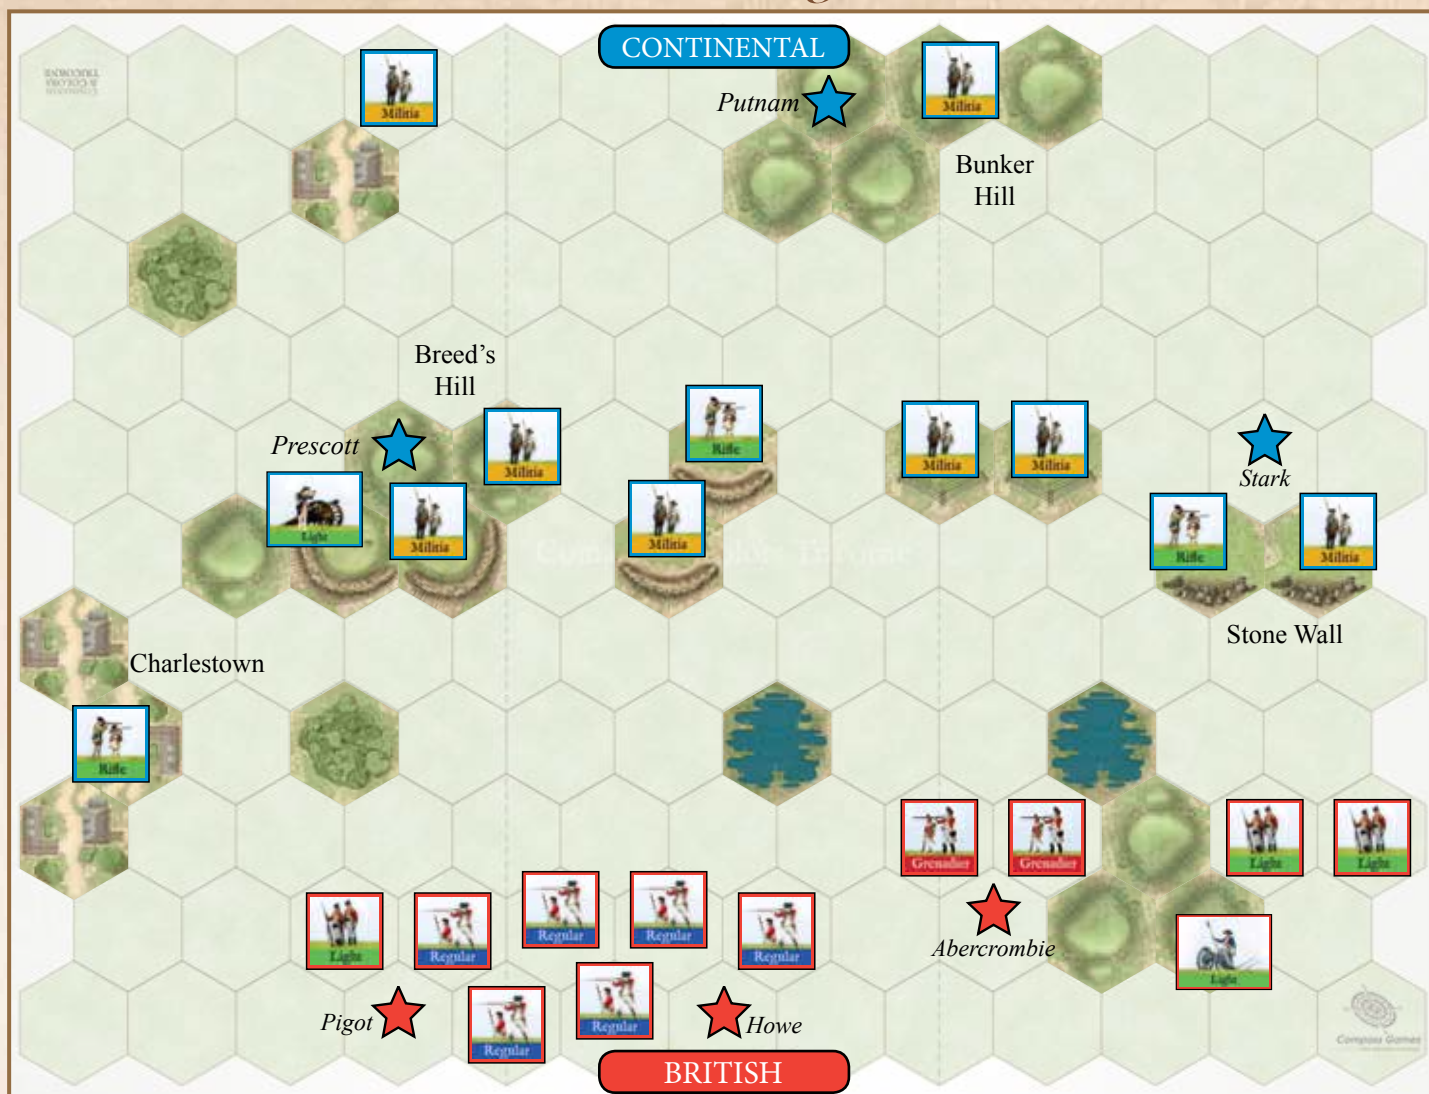 CONTINENTAL
Militia
Putnam
Militia
Bunker
Hill
Breed's
Hill
Prescott
Militia
Rifle
Militia
Militia
Stark
Light
Militia
Militia
Rifle
Militia
Stone Wall
Charlestown
Rifle
Grenadier
Grenadier
Light
Light
Light
Regular
Regular
Regular
Regular
Abercrombie
Light
Pigot
Regular
Regular
Howe
Compass Games
BRITISH